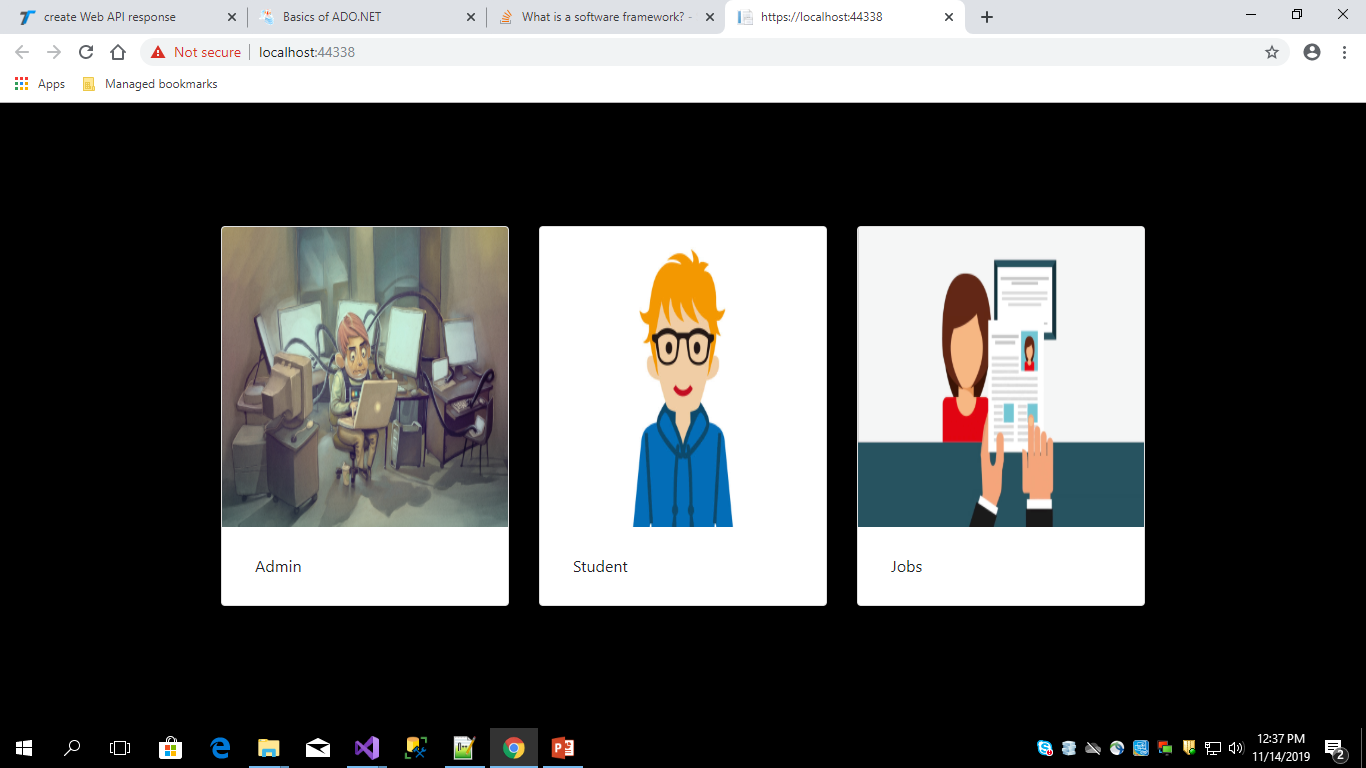 create Web API response
Basics of ADO.NET
What is a software framework? -
https://localhost:44338
Not secure
localhost:44338
Apps
Managed bookmarks
Admin
Student
Jobs
12:37 PM
11/14/2019
2